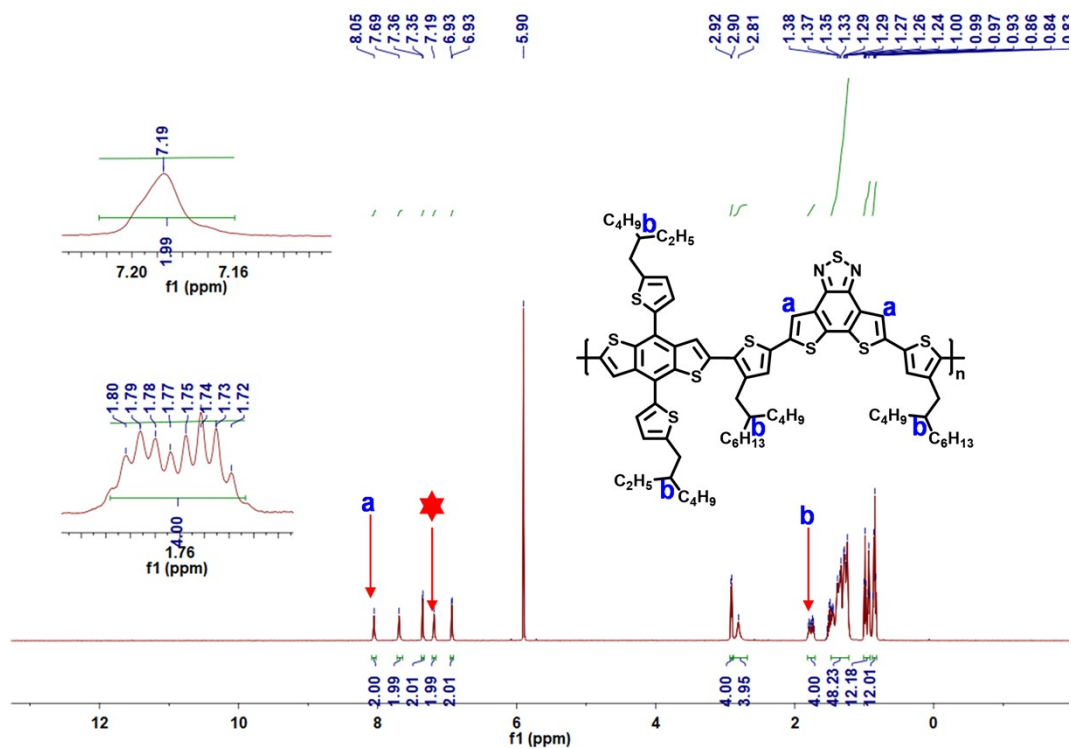 8.05 7.69 7.36 7.35 7.19 6.93 6.93 5.90 2.92 2.90 2.81 1.38 1.37 1.35 1.33 1.29 1.29 1.27 1.26 1.24 1.00 0.99 0.97 0.93 0.86 0.84 0.83
7.19
1.99
7.20 7.16
f1 (ppm)
1.80 1.79 1.78 1.77 1.75 1.74 1.73 1.72
4.00
1.76
f1 (ppm)
C4H9 b
C2H5
S
S
N N
a a
S S S S S S
n
S
C4H9 C4H9
b b
C6H13 C6H13
C2H5
b C4H9
a
b
2.00 1.99 2.01 1.99 2.01 4.00 3.95 4.00 48.23 12.18 12.01
12 10 8 6 4 2 0
f1 (ppm)